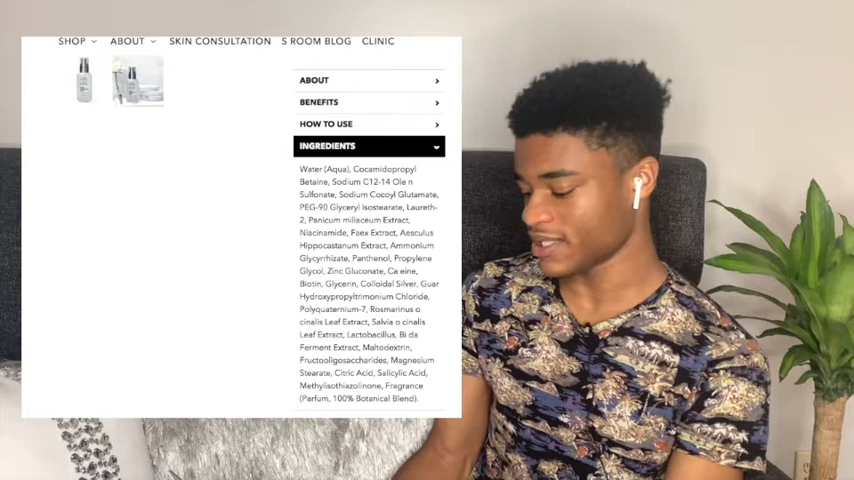 SHOP ABOUT SKIN CONSULTATION S ROOM BLOG CLINIC
ABOUT
BENEFITS
HOW TO USE
INGREDIENTS
Water (Aqua), Cocamidopropyl
Betaine, Sodium C12-14 Ole n
Sulfonate, Sodium Cocoyl Glutamate,
PEG-90 Glyceryl Isostearate, Laureth-
2, Panicum miliaceum Extract,
Niacinamide, Faex Extract, Aesculus
Hippocastanum Extract, Ammonium
Glycyrrhizate, Panthenol, Propylene
Glycol, Zinc Gluconate, Ca eine,
Biotin, Glycerin, Colloidal Silver, Guar
Hydroxypropyltrimonium Chloride,
Polyquaternium-7, Rosmarinus o
cinalis Leaf Extract, Salvia o cinalis
Leaf Extract, Lactobacillus, Bi da
Ferment Extract, Maltodextrin,
Fructooligosaccharides, Magnesium
Stearate, Citric Acid, Salicylic Acid,
Methylisothiazolinone, Fragrance
(Parfum, 100% Botanical Blend).